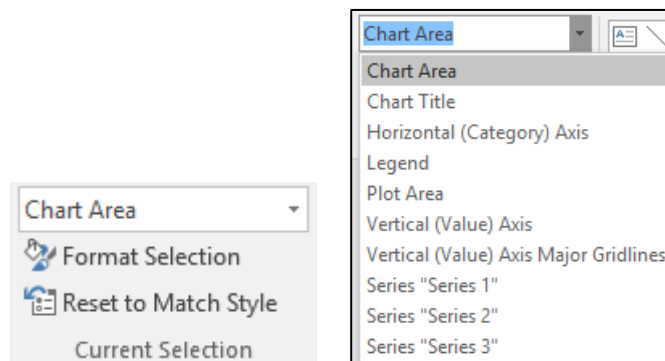 Chart Area
Format Selection
Reset to Match Style
Current Selection
Chart Area
Chart Area
Chart Title
Horizontal (Category) Axis
Legend
Plot Area
Vertical (Value) Axis
Vertical (Value) Axis Major Gridlines
Series "Series 1"
Series "Series 2"
Series "Series 3"